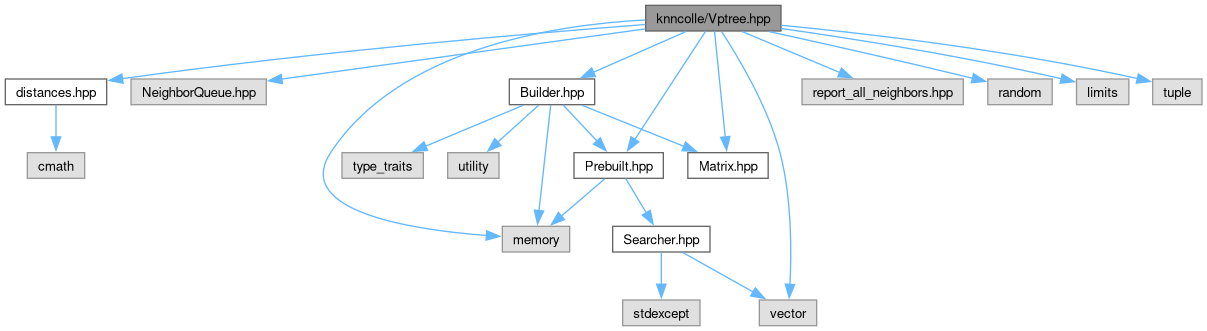 knncolle/Vptree.hpp
distances.hpp
NeighborQueue.hpp
Builder.hpp
report_all_neighbors.hpp
random
limits
tuple
cmath
type_traits
utility
Prebuilt.hpp
Matrix.hpp
memory
Searcher.hpp
stdexcept
vector